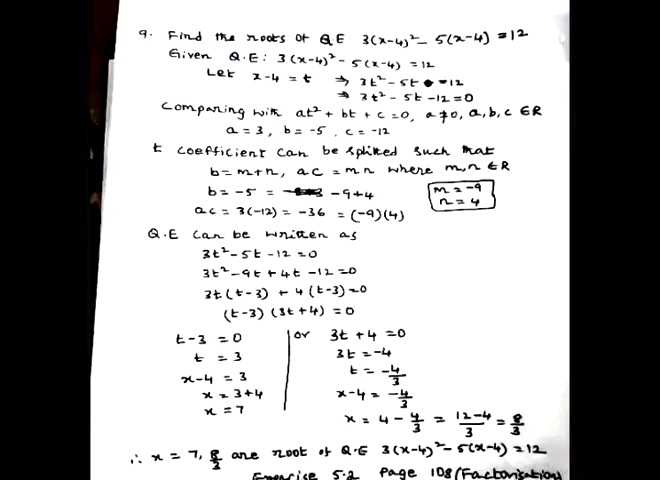 9. Find the roots of QE 3(x-4)² - 5(x-4) = 12
Given Q.E: 3(x-4)² - 5(x-4) = 12
Let x-4 = t ⇒ 3t² - 5t = 12
⇒ 3t² - 5t - 12 = 0
Comparing with at² + bt + c = 0, a ≠ 0, a, b, c ∈ R
a = 3, b = -5, c = -12
t coefficient can be splitted such that
b = m+n, ac = mn where m, n ∈ R
b = -5 = -9+4 m = -9
ac = 3(-12) = -36 = (-9)(4) n = 4
Q.E can be written as
3t² - 5t - 12 = 0
3t² - 9t + 4t - 12 = 0
3t(t-3) + 4(t-3) = 0
(t-3) (3t+4) = 0
t-3 = 0 or 3t+4 = 0
t = 3 3t = -4
x-4 = 3 t = -4/3
x = 3+4 x-4 = -4/3
x = 7 x = 4 - 4/3 = 12-4/3 = 8/3
∴ x = 7, 8/3 are root of Q.E 3(x-4)² - 5(x-4) = 12
Exercise 5.2 Page 108 (Factorisation)